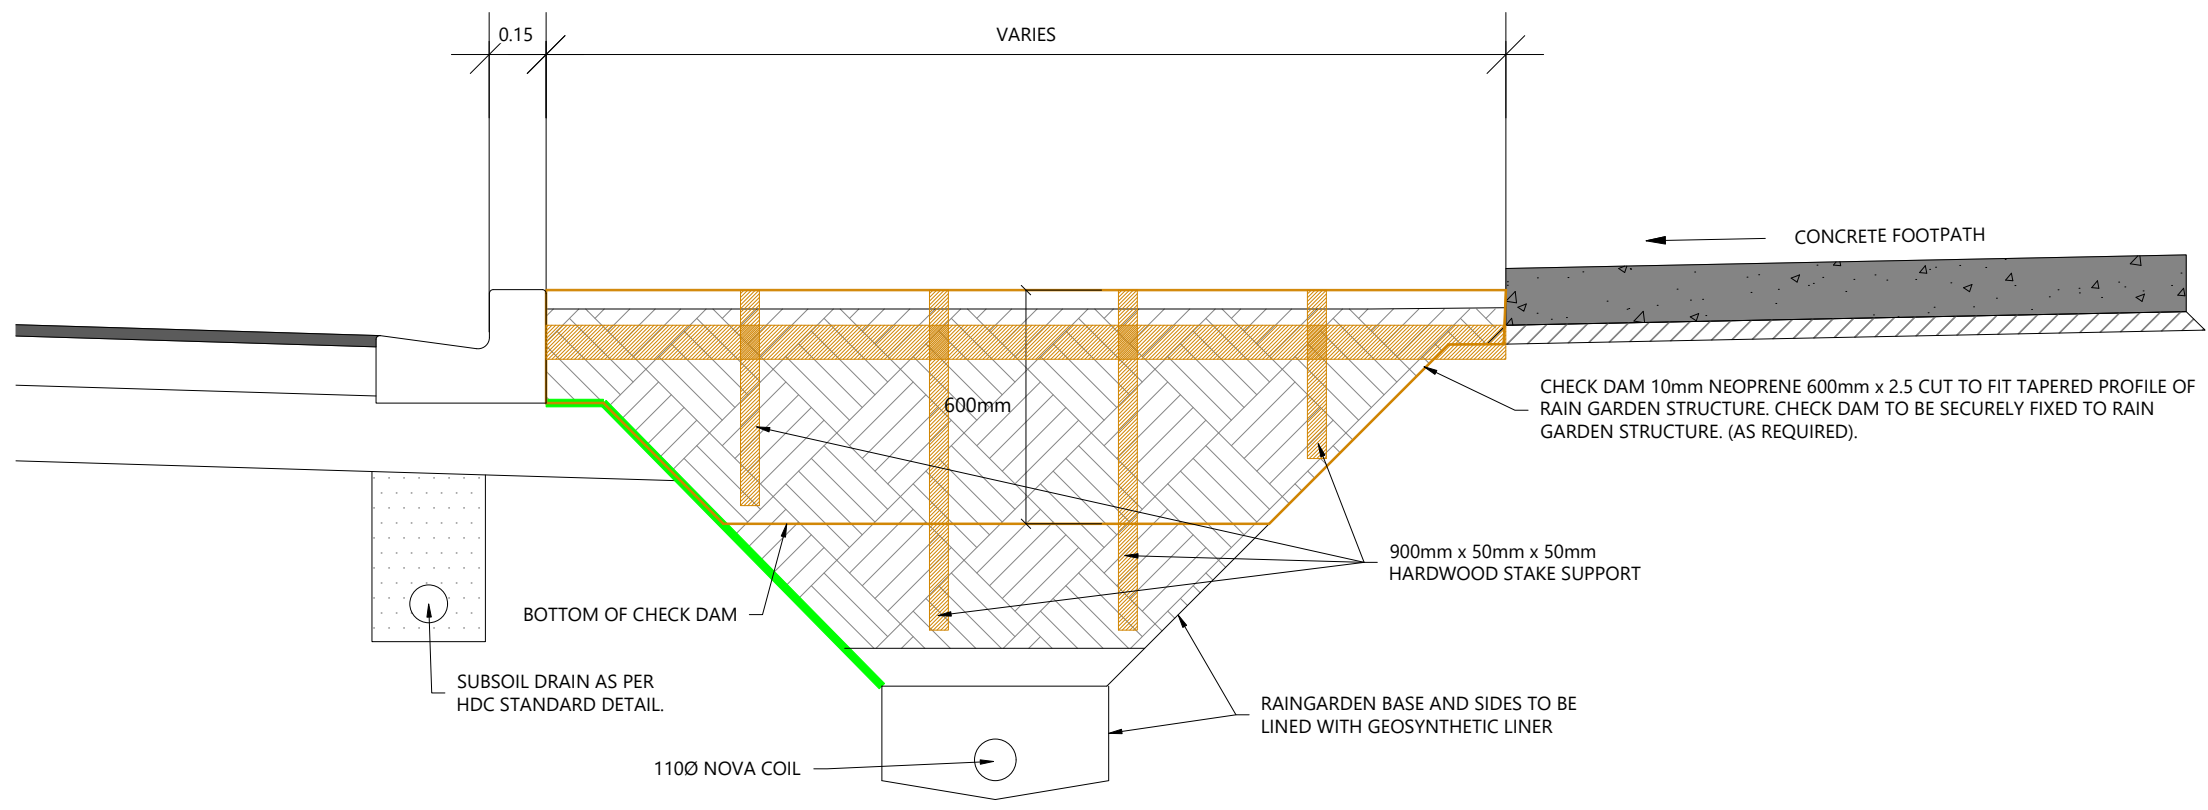 0.15
VARIES
CONCRETE FOOTPATH
CHECK DAM 10mm NEOPRENE 600mm x 2.5 CUT TO FIT TAPERED PROFILE OF
RAIN GARDEN STRUCTURE. CHECK DAM TO BE SECURELY FIXED TO RAIN
GARDEN STRUCTURE. (AS REQUIRED).
600mm
900mm x 50mm x 50mm
HARDWOOD STAKE SUPPORT
BOTTOM OF CHECK DAM
SUBSOIL DRAIN AS PER
HDC STANDARD DETAIL.
RAINGARDEN BASE AND SIDES TO BE
LINED WITH GEOSYNTHETIC LINER
110Ø NOVA COIL